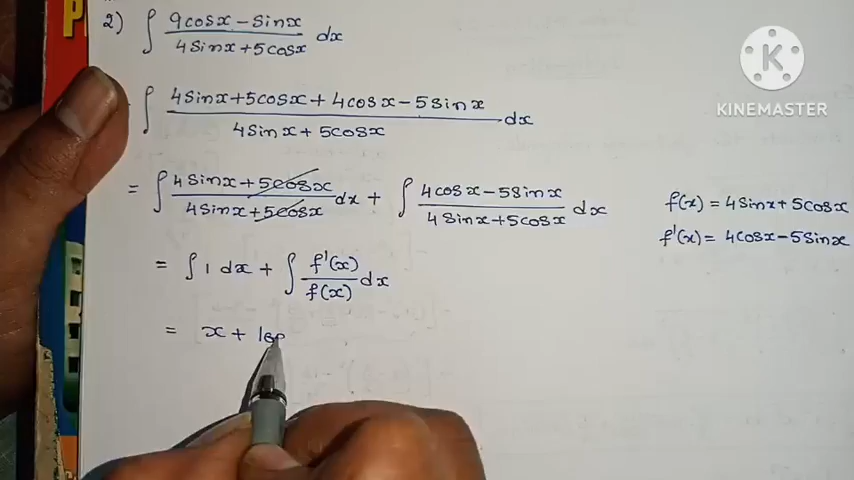 2) ∫ (9cosx - sinx)/(4sinx + 5cosx) dx
KINEMASTER
∫ (4sinx + 5cosx + 4cosx - 5sinx)/(4sinx + 5cosx) dx
= ∫ (4sinx + 5cosx)/(4sinx + 5cosx) dx + ∫ (4cosx - 5sinx)/(4sinx + 5cosx) dx
f(x) = 4sinx + 5cosx
f'(x) = 4cosx - 5sinx
= ∫ 1 dx + ∫ f'(x)/f(x) dx
= x + log